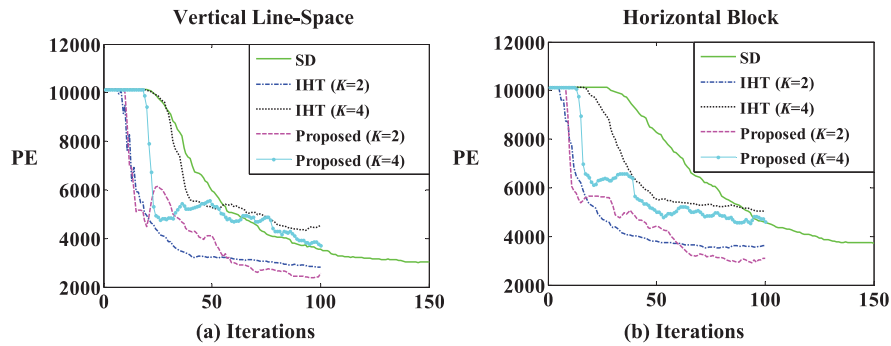 Vertical Line-Space
12000
10000
8000
PE
6000
4000
2000
0
50
100
150
SD
IHT (K=2)
IHT (K=4)
Proposed (K=2)
Proposed (K=4)
(a) Iterations
Horizontal Block
12000
10000
8000
PE
6000
4000
2000
0
50
100
150
SD
IHT (K=2)
IHT (K=4)
Proposed (K=2)
Proposed (K=4)
(b) Iterations